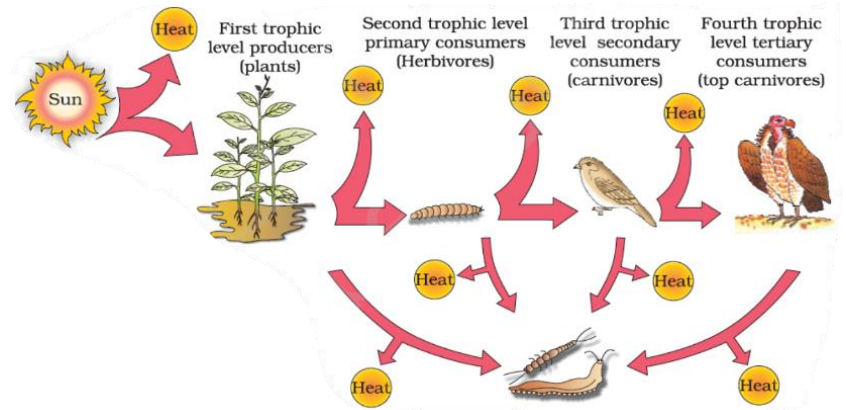 Sun
Heat
First trophic
level producers
(plants)
Heat
Second trophic level
primary consumers
(Herbivores)
Heat
Third trophic
level secondary
consumers
(carnivores)
Heat
Fourth trophic
level tertiary
consumers
(top carnivores)
Heat
Heat
Heat
Heat